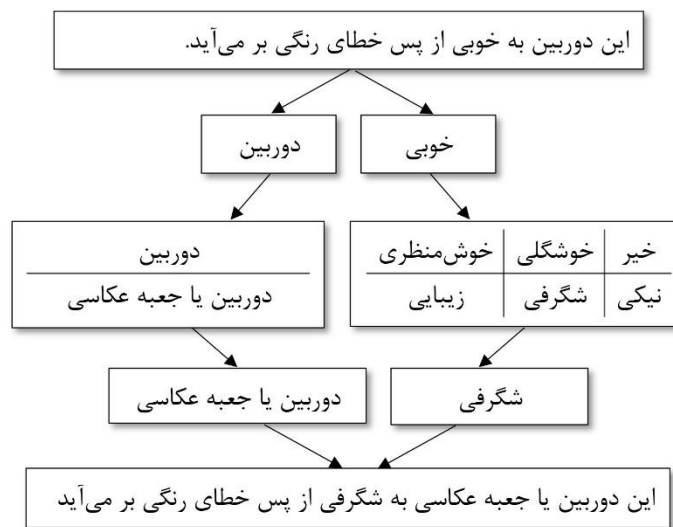 این دوربین به خوبی از پس خطای رنگی بر می‌آید.
خوبی
دوربین
خیر خوشگلی خوش‌منظری
نیکی شگرفی زیبایی
دوربین
دوربین یا جعبه عکاسی
شگرفی
دوربین یا جعبه عکاسی
این دوربین یا جعبه عکاسی به شگرفی از پس خطای رنگی بر می‌آید